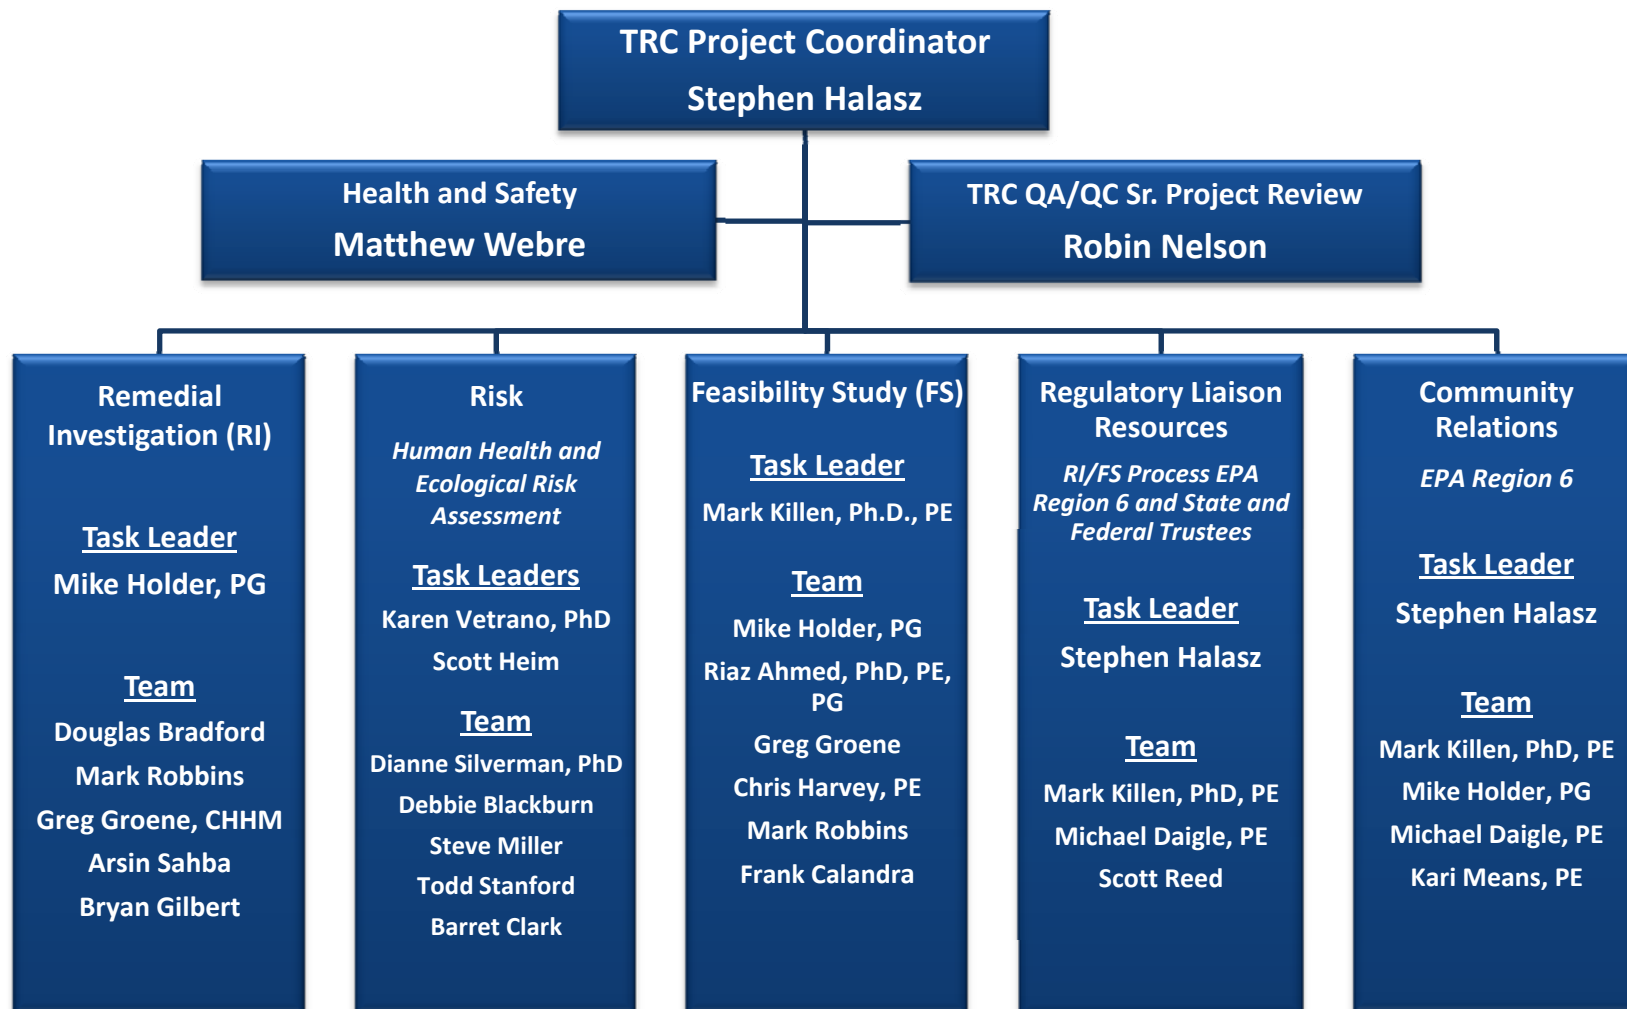 TRC Project Coordinator
Stephen Halasz
Health and Safety
Matthew Webre
TRC QA/QC Sr. Project Review
Robin Nelson
Remedial
Investigation (RI)
Task Leader
Mike Holder, PG
Team
Douglas Bradford
Mark Robbins
Greg Groene, CHHM
Arsin Sahba
Bryan Gilbert
Risk
Human Health and
Ecological Risk
Assessment
Task Leaders
Karen Vetrano, PhD
Scott Heim
Team
Dianne Silverman, PhD
Debbie Blackburn
Steve Miller
Todd Stanford
Barret Clark
Feasibility Study (FS)
Task Leader
Mark Killen, Ph.D., PE
Team
Mike Holder, PG
Riaz Ahmed, PhD, PE,
PG
Greg Groene
Chris Harvey, PE
Mark Robbins
Frank Calandra
Regulatory Liaison
Resources
RI/FS Process EPA
Region 6 and State and
Federal Trustees
Task Leader
Stephen Halasz
Team
Mark Killen, PhD, PE
Michael Daigle, PE
Scott Reed
Community
Relations
EPA Region 6
Task Leader
Stephen Halasz
Team
Mark Killen, PhD, PE
Mike Holder, PG
Michael Daigle, PE
Kari Means, PE